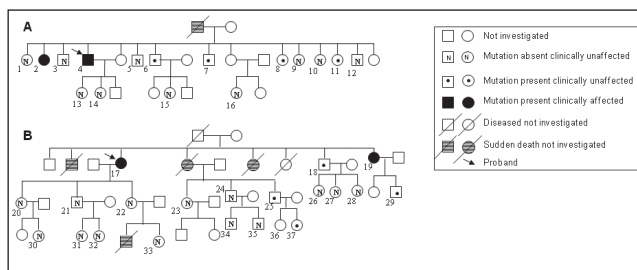 A
N N N N N N
1 2 3 4 5 6 7 8 9 10 11 12
N N N N
13 14 15 16
B
17 18 19
N N N N N N N N
20 21 22 23 24 25 26 27 28 29
N N N N N N
30 31 32 33 34 35 36 37
Not investigated
N N Mutation absent clinically unaffected
Mutation present clinically unaffected
Mutation present clinically affected
Diseased not investigated
Sudden death not investigated
Proband